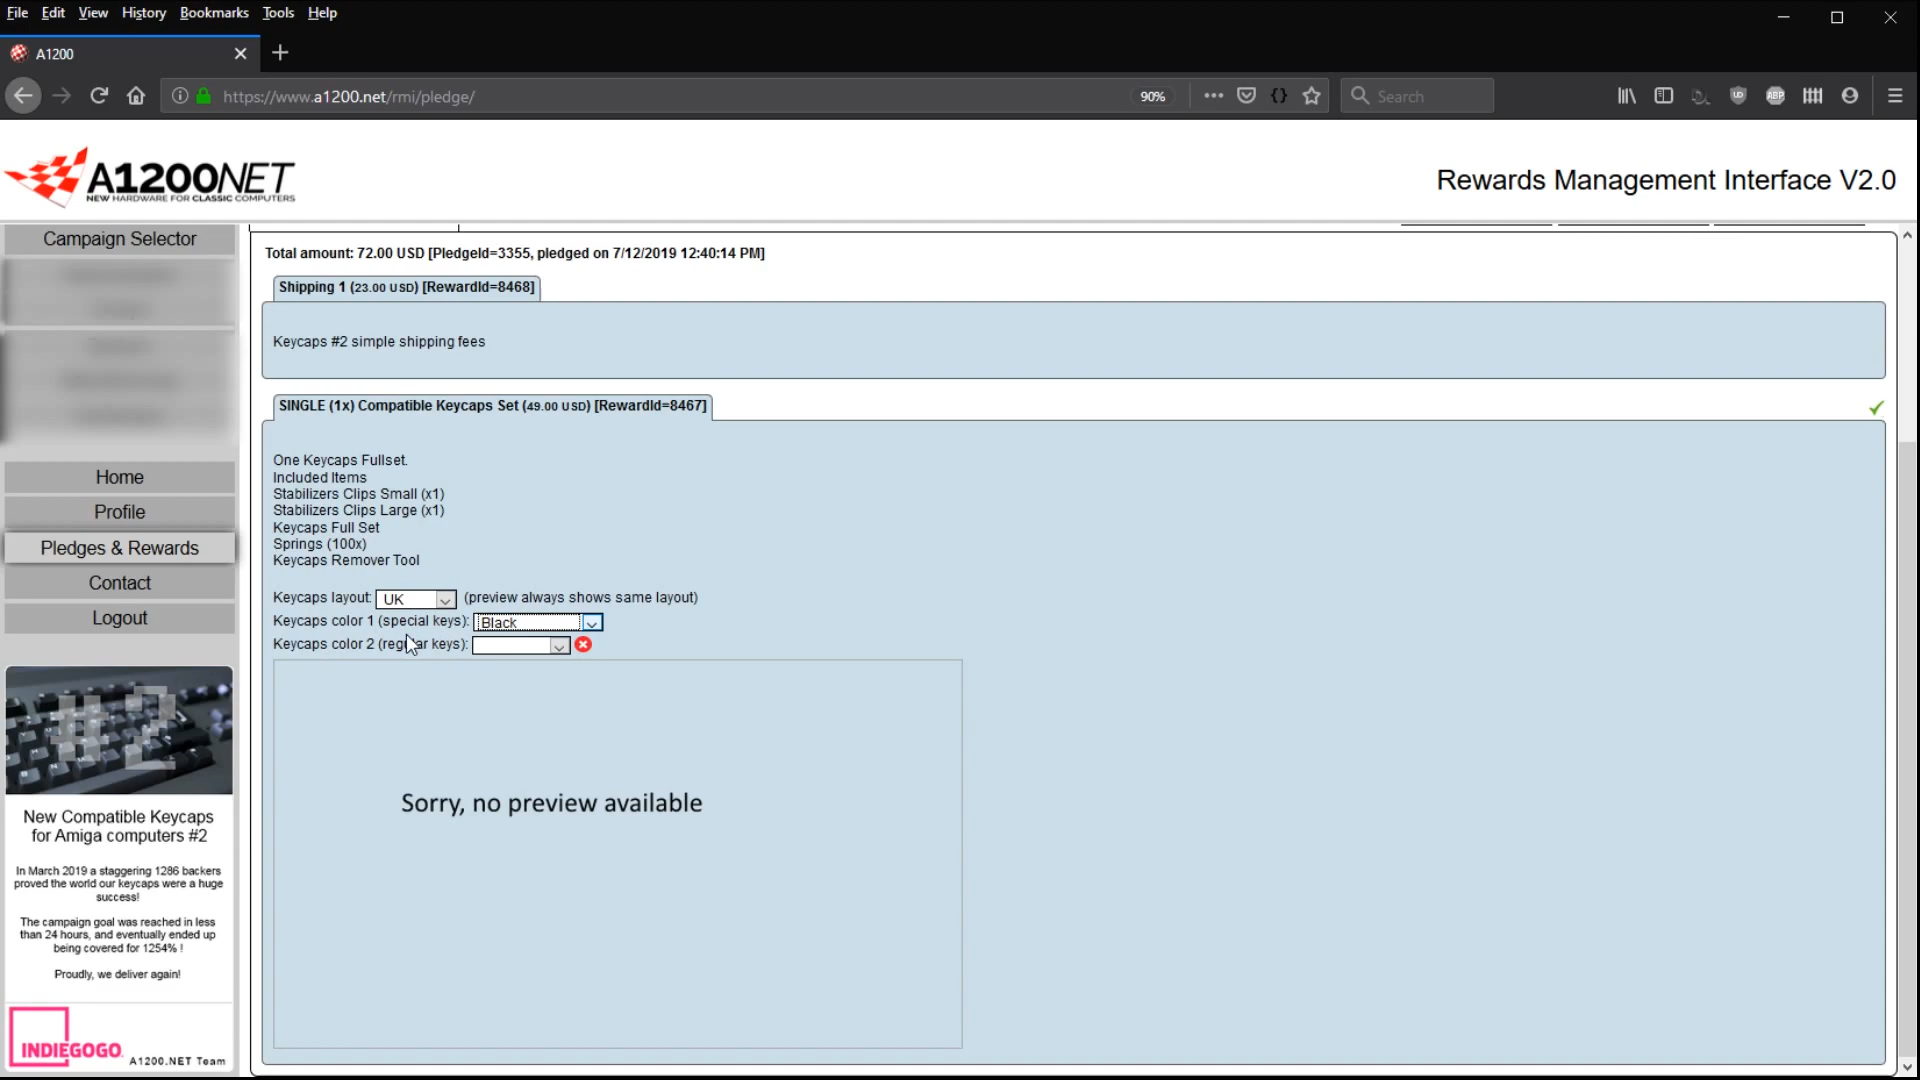 File Edit View History Bookmarks Tools Help
A1200
https://www.a1200.net/rmi/pledge/
90%
Search
A1200NET
NEW HARDWARE FOR CLASSIC COMPUTERS
Rewards Management Interface V2.0
Campaign Selector
Home
Profile
Pledges & Rewards
Contact
Logout
#2
New Compatible Keycaps
for Amiga computers #2
In March 2019 a staggering 1286 backers
proved the world our keycaps were a huge
success!
The campaign goal was reached in less
than 24 hours, and eventually ended up
being covered for 1254% !
Proudly, we deliver again!
INDIEGOGO.
A1200.NET Team
Total amount: 72.00 USD [PledgeId=3355, pledged on 7/12/2019 12:40:14 PM]
Shipping 1 (23.00 USD) [RewardId=8468]
Keycaps #2 simple shipping fees
SINGLE (1x) Compatible Keycaps Set (49.00 USD) [RewardId=8467]
One Keycaps Fullset.
Included Items
Stabilizers Clips Small (x1)
Stabilizers Clips Large (x1)
Keycaps Full Set
Springs (100x)
Keycaps Remover Tool
Keycaps layout: UK (preview always shows same layout)
Keycaps color 1 (special keys): Black
Keycaps color 2 (regular keys):
Sorry, no preview available